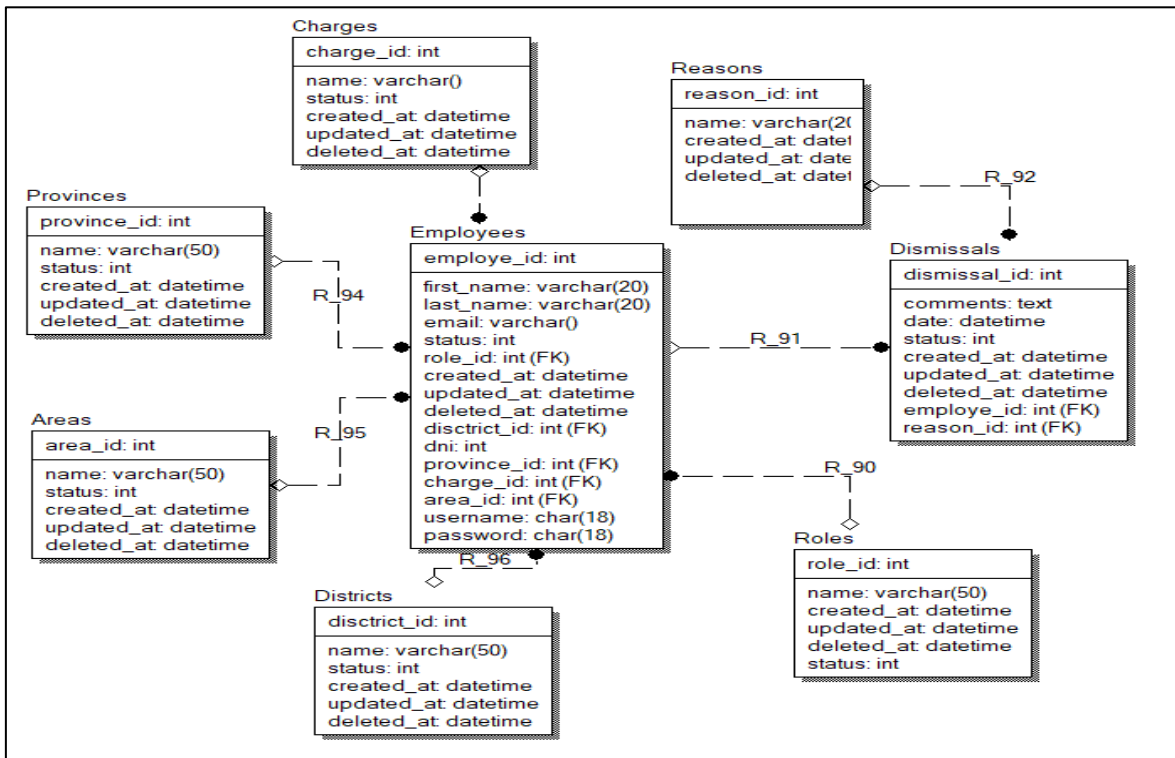 Charges
charge_id: int
name: varchar()
status: int
created_at: datetime
updated_at: datetime
deleted_at: datetime
Reasons
reason_id: int
name: varchar(20
created_at: datet
updated_at: date
deleted_at: datet
R_92
Provinces
province_id: int
name: varchar(50)
status: int
created_at: datetime
updated_at: datetime
deleted_at: datetime
R_94
Employees
employe_id: int
first_name: varchar(20)
last_name: varchar(20)
email: varchar()
status: int
role_id: int (FK)
created_at: datetime
updated_at: datetime
deleted_at: datetime
disctrict_id: int (FK)
dni: int
province_id: int (FK)
charge_id: int (FK)
area_id: int (FK)
username: char(18)
password: char(18)
R_91
Dismissals
dismissal_id: int
comments: text
date: datetime
status: int
created_at: datetime
updated_at: datetime
deleted_at: datetime
employe_id: int (FK)
reason_id: int (FK)
Areas
area_id: int
name: varchar(50)
status: int
created_at: datetime
updated_at: datetime
deleted_at: datetime
R_95
R_90
R_96
Districts
disctrict_id: int
name: varchar(50)
status: int
created_at: datetime
updated_at: datetime
deleted_at: datetime
Roles
role_id: int
name: varchar(50)
created_at: datetime
updated_at: datetime
deleted_at: datetime
status: int